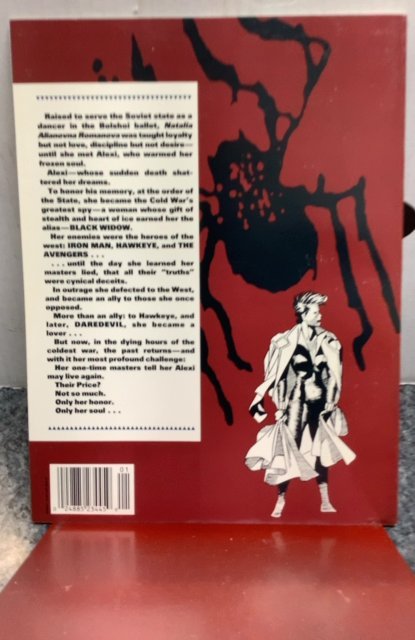 Raised to serve the Soviet state as a
dancer in the Bolshoi ballet, Natalia
Alianovna Romanova was taught loyalty
but not love, discipline but not desire—
until she met Alexi, who warmed her
frozen soul.
Alexi—whose sudden death shat-
tered her dreams.
To honor his memory, at the order of
the State, she became the Cold War's
greatest spy—a woman whose gift of
stealth and heart of ice earned her the
alias—BLACK WIDOW.
Her enemies were the heroes of the
west: IRON MAN, HAWKEYE, and THE
AVENGERS . . .
. . . until the day she learned her
masters lied, that all their "truths"
were cynical deceits.
In outrage she defected to the West,
and became an ally to those she once
opposed.
More than an ally: to Hawkeye, and
later, DAREDEVIL, she became a
lover . . .
But now, in the dying hours of the
coldest war, the past returns—and
with it her most profound challenge:
Her one-time masters tell her Alexi
may live again.
Their Price?
Not so much.
Only her honor.
Only her soul . . .
01